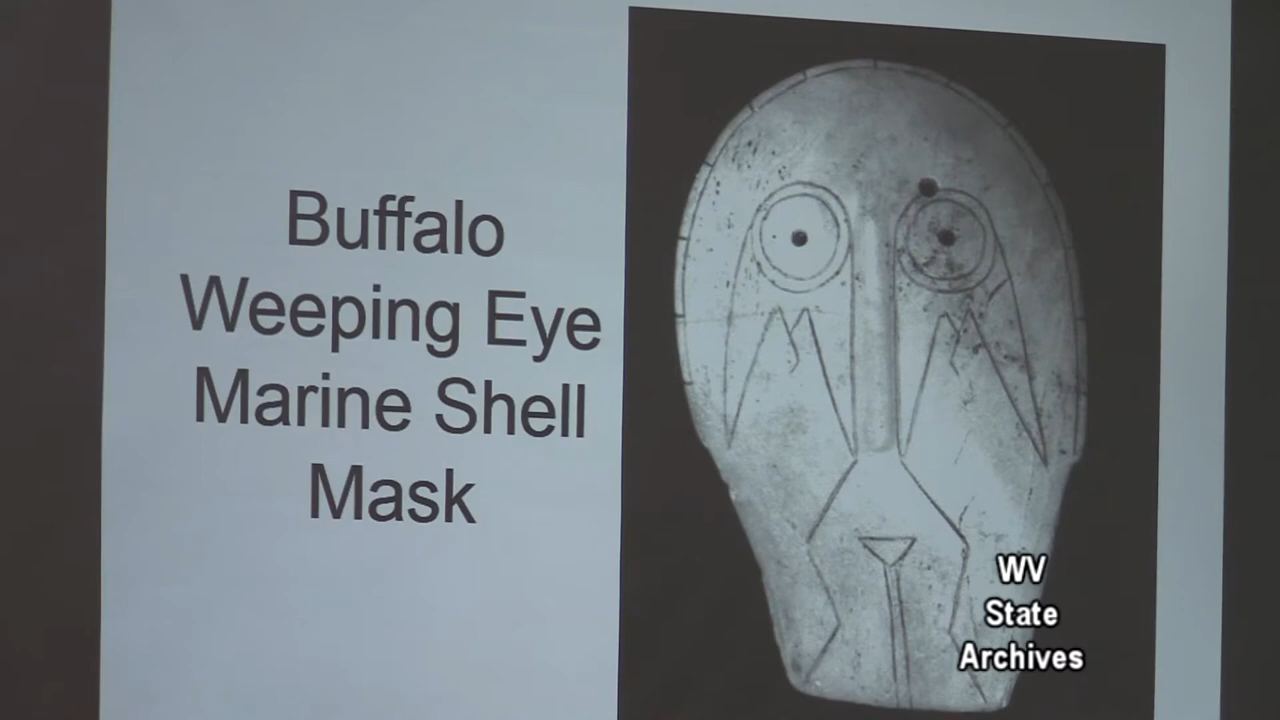 Buffalo
Weeping Eye
Marine Shell
Mask
WV
State
Archives